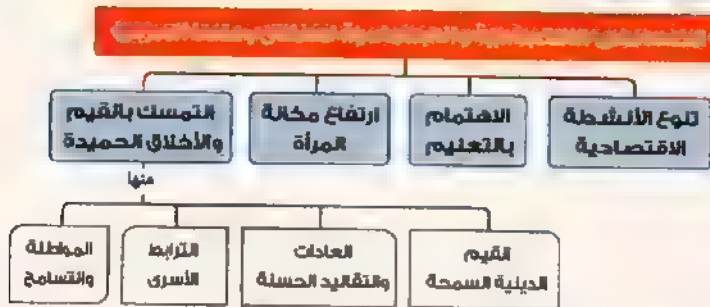 تنوع الأنشطة
الاقتصادية
الاهتمام
بالتعليم
ارتفاع مكانة
المرأة
التمسك بالقيم
والأخلاق الحميدة
منها
القيم
الدينية السمحة
العادات
والتقاليد الحسنة
الترابط
الأسرى
المواطنة
والتسامح